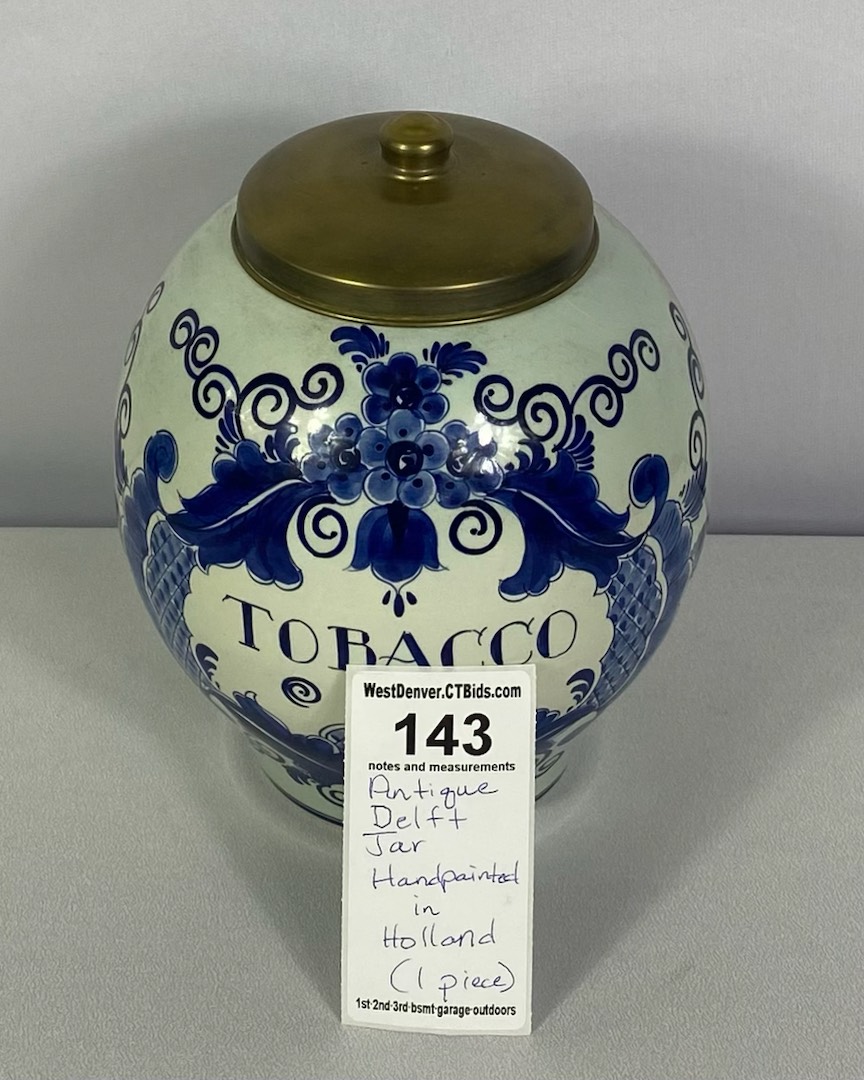 TOBACCO
WestDenver.CTBids.com
143
notes and measurements
Antique
Delft
Jar
Handpainted
in
Holland
(1 piece)
1st-2nd-3rd-bsmt-garage-outdoors